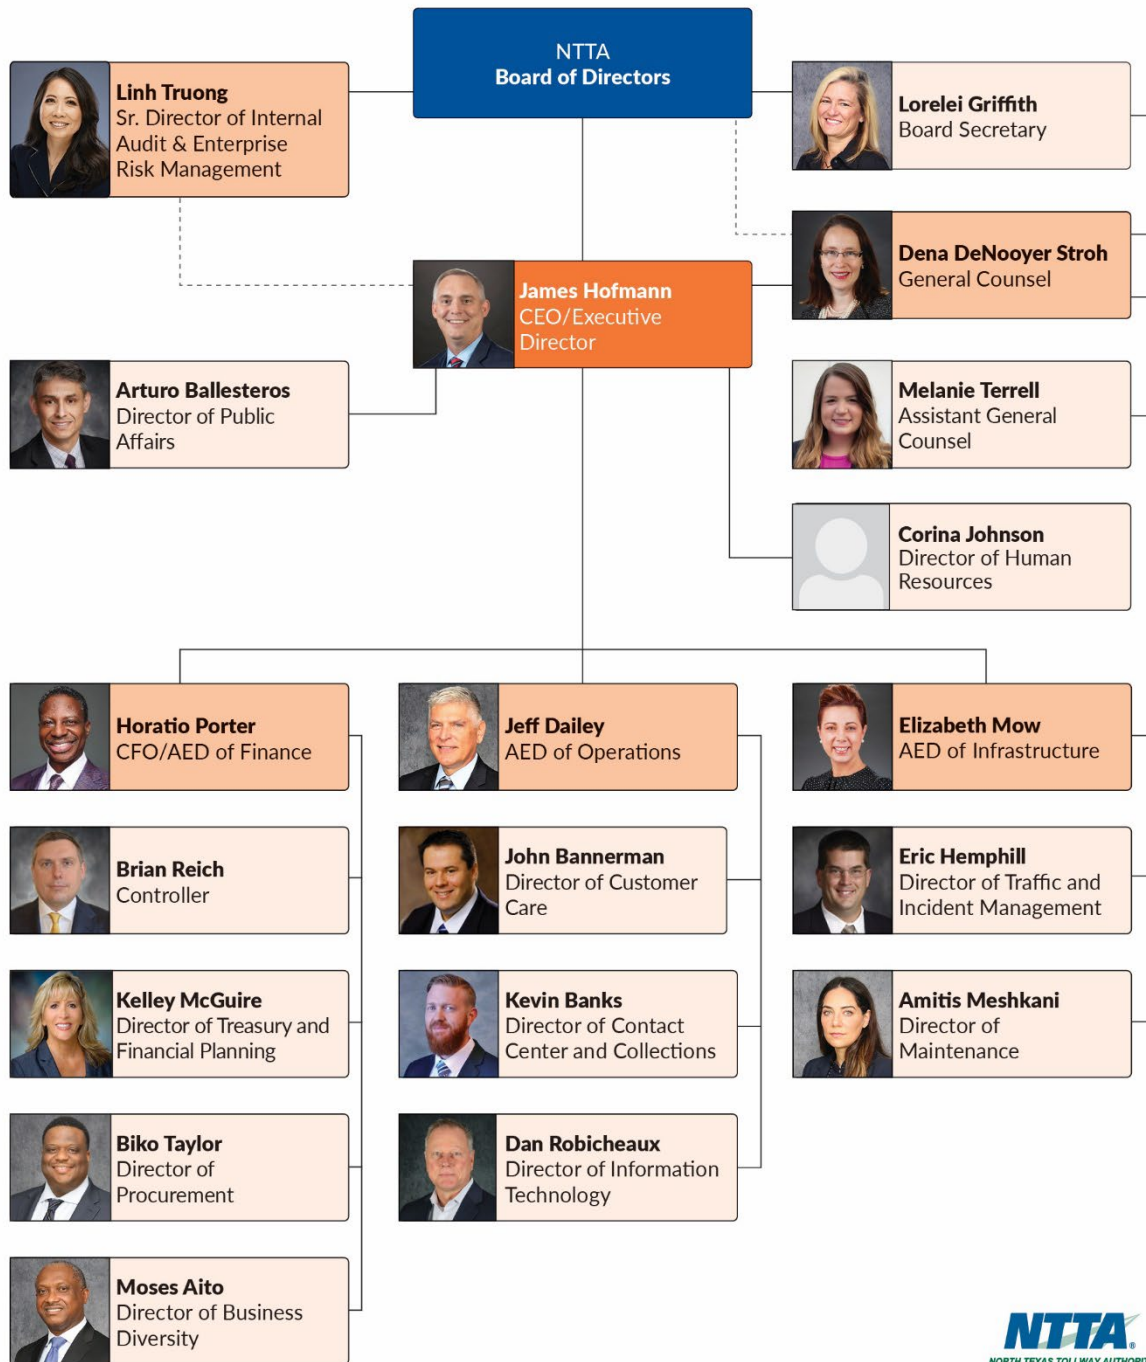 NTTA
Board of Directors
Linh Truong
Sr. Director of Internal
Audit & Enterprise
Risk Management
Lorelei Griffith
Board Secretary
Dena DeNooyer Stroh
General Counsel
James Hofmann
CEO/Executive
Director
Arturo Ballesteros
Director of Public
Affairs
Melanie Terrell
Assistant General
Counsel
Corina Johnson
Director of Human
Resources
Horatio Porter
CFO/AED of Finance
Jeff Dailey
AED of Operations
Elizabeth Mow
AED of Infrastructure
Brian Reich
Controller
John Bannerman
Director of Customer
Care
Eric Hemphill
Director of Traffic and
Incident Management
Kelley McGuire
Director of Treasury and
Financial Planning
Kevin Banks
Director of Contact
Center and Collections
Amitis Meshkani
Director of
Maintenance
Biko Taylor
Director of
Procurement
Dan Robicheaux
Director of Information
Technology
Moses Aito
Director of Business
Diversity
NTTA®
NORTH TEXAS TOLLWAY AUTHORIT